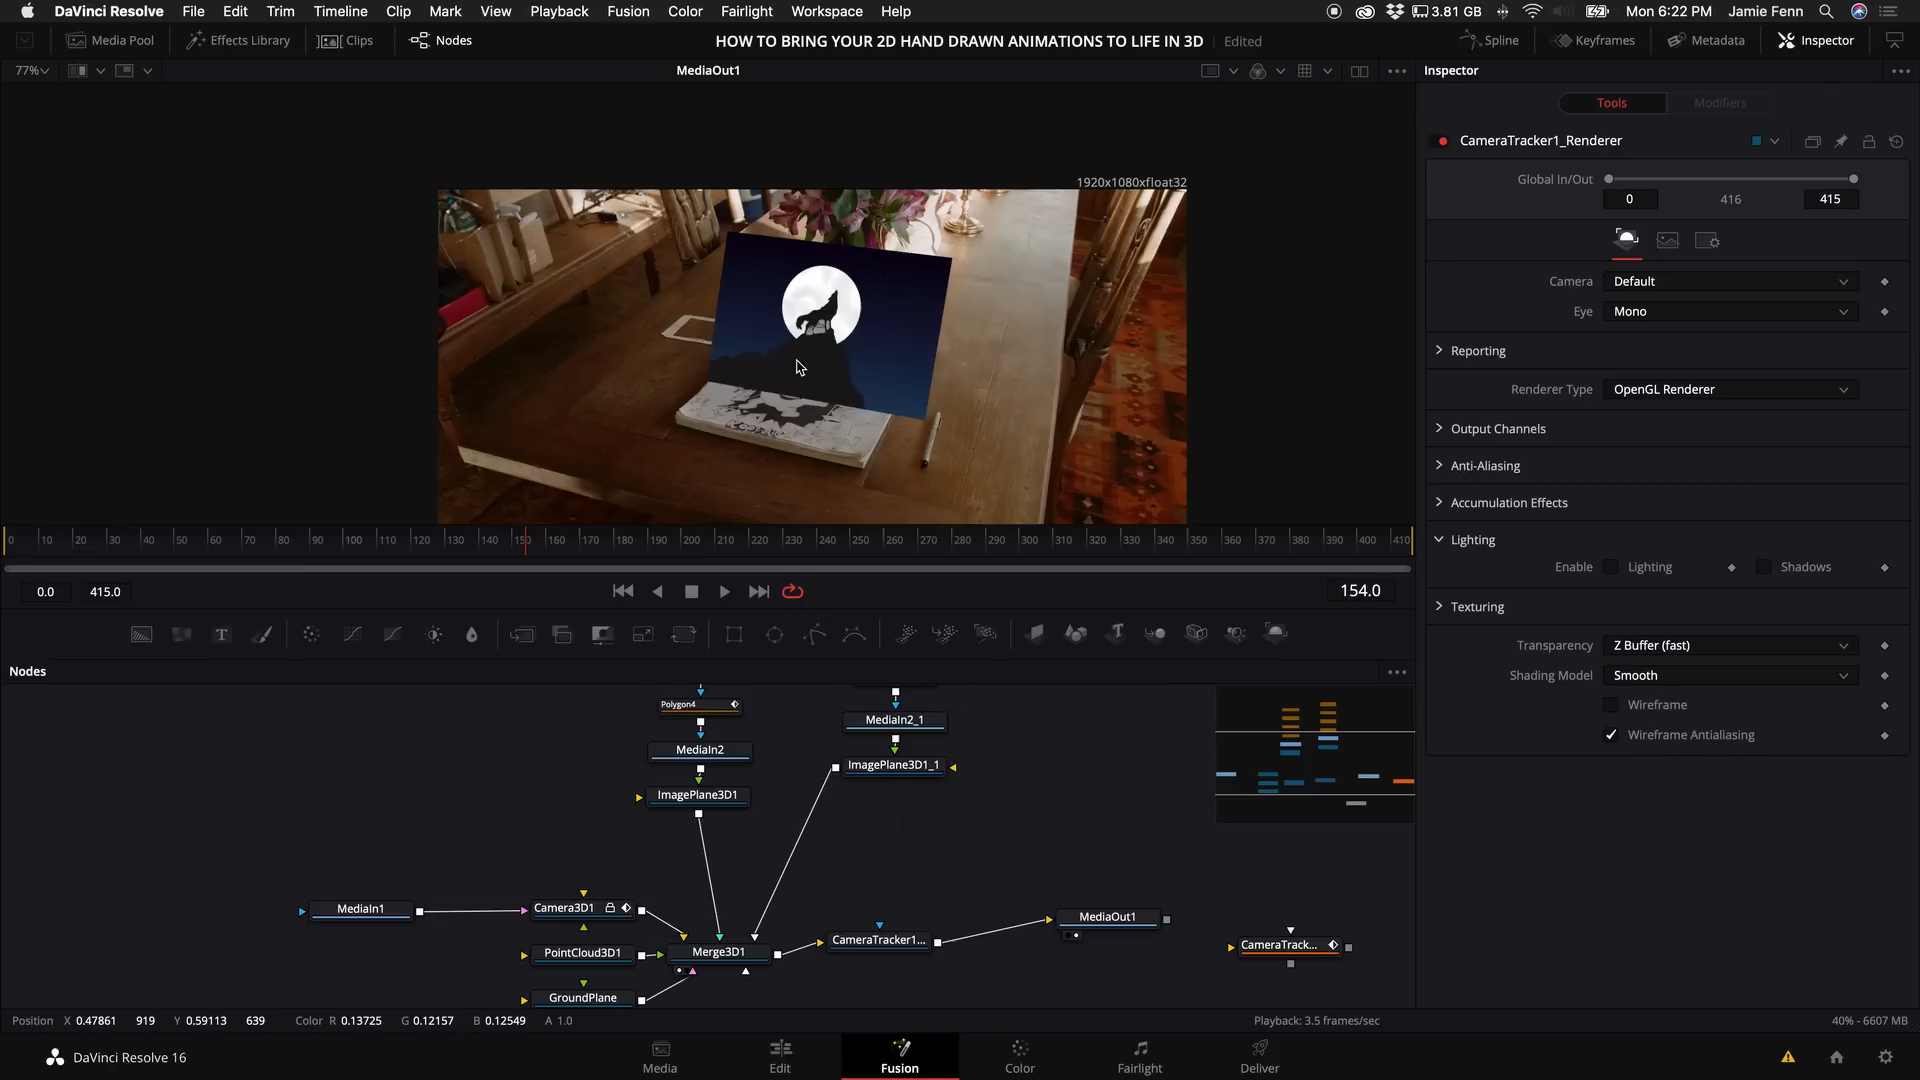 DaVinci Resolve File Edit Trim Timeline Clip Mark View Playback Fusion Color Fairlight Workspace Help 3.81 GB Mon 6:22 PM Jamie Fenn
Media Pool Effects Library Clips Nodes HOW TO BRING YOUR 2D HAND DRAWN ANIMATIONS TO LIFE IN 3D Edited Spline Keyframes Metadata Inspector
77% MediaOut1 Inspector
Tools Modifiers
CameraTracker1_Renderer
1920x1080xfloat32
Global In/Out
0 416 415
Camera Default
Eye Mono
Reporting
Renderer Type OpenGL Renderer
Output Channels
Anti-Aliasing
Accumulation Effects
Lighting
Enable Lighting Shadows
Texturing
Transparency Z Buffer (fast)
Shading Model Smooth
Wireframe
Wireframe Antialiasing
0 10 20 30 40 50 60 70 80 90 100 110 120 130 140 150 160 170 180 190 200 210 220 230 240 250 260 270 280 290 300 310 320 330 340 350 360 370 380 390 400 410
0.0 415.0 154.0
Nodes
Polygon4
MediaIn2_1
MediaIn2
ImagePlane3D1_1
ImagePlane3D1
MediaIn1 Camera3D1 MediaOut1
CameraTracker1... CameraTrack...
PointCloud3D1 Merge3D1
GroundPlane
Position X 0.47861 919 Y 0.59113 639 Color R 0.13725 G 0.12157 B 0.12549 A 1.0 Playback: 3.5 frames/sec 40% - 6607 MB
DaVinci Resolve 16 Media Edit Fusion Color Fairlight Deliver